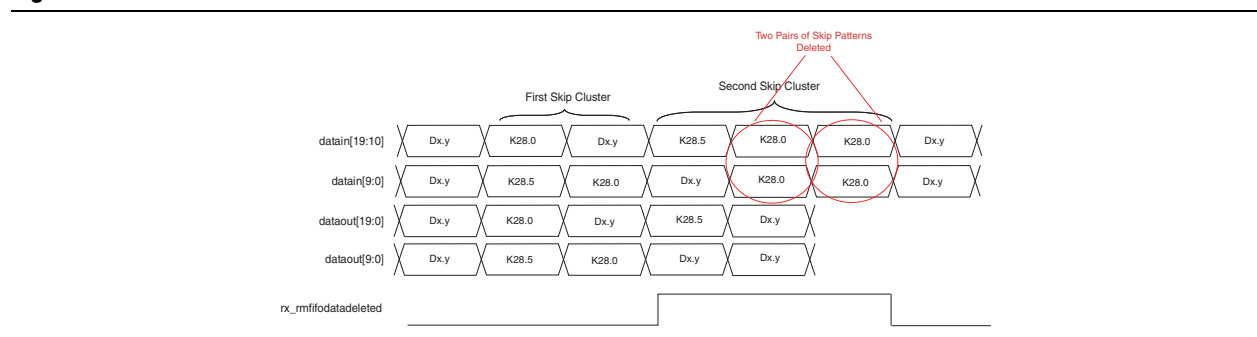 Two Pairs of Skip Patterns
Deleted
First Skip Cluster
Second Skip Cluster
datain[19:10] Dx.y K28.0 Dx.y K28.5 K28.0 K28.0 Dx.y
datain[9:0] Dx.y K28.5 K28.0 Dx.y K28.0 K28.0 Dx.y
dataout[19:0] Dx.y K28.0 Dx.y K28.5 Dx.y
dataout[9:0] Dx.y K28.5 K28.0 Dx.y Dx.y
rx_rmfifodatadeleted